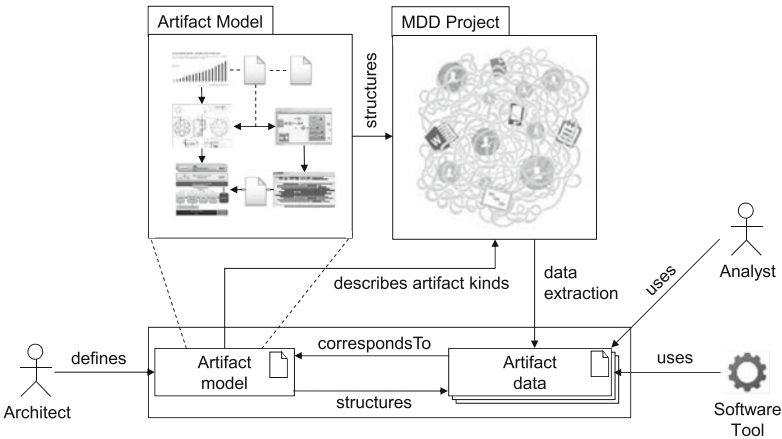 Artifact Model
MDD Project
structures
W
describes artifact kinds
data
extraction
uses
Analyst
defines
Architect
Artifact
model
correspondsTo
structures
Artifact
data
uses
Software
Tool